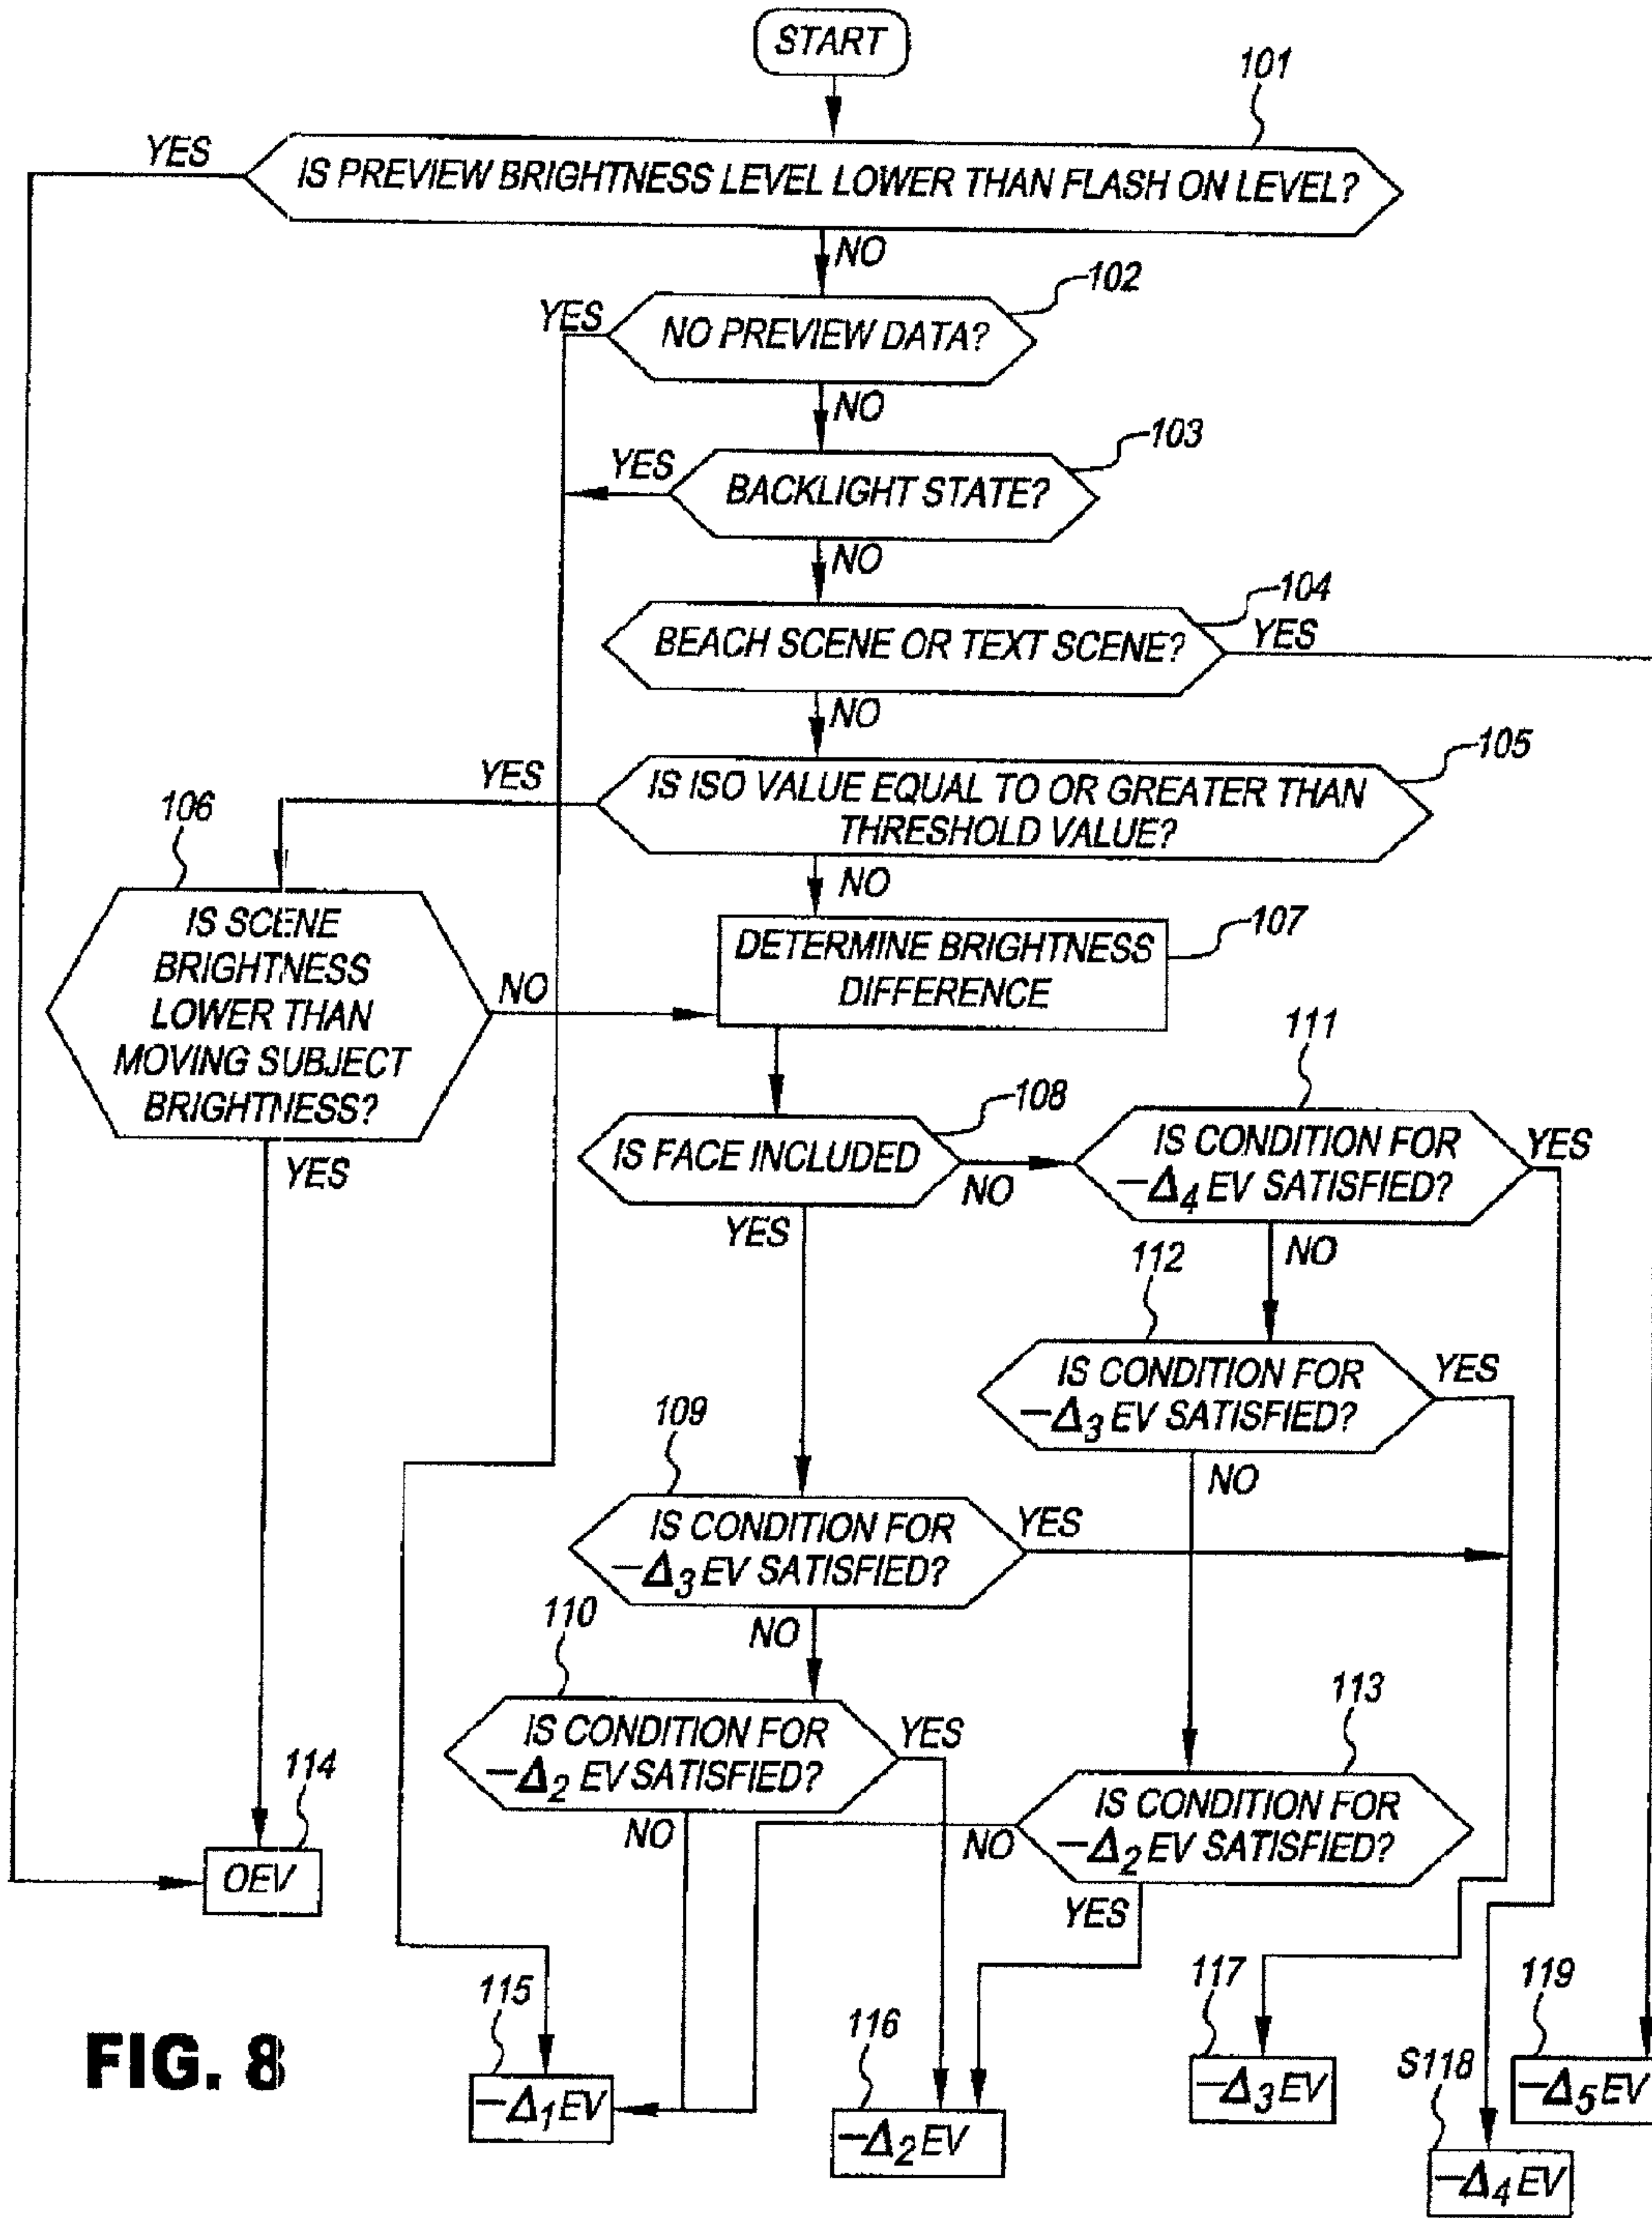 START
101
YES
IS PREVIEW BRIGHTNESS LEVEL LOWER THAN FLASH ON LEVEL?
NO
102
YES
NO PREVIEW DATA?
NO
103
YES
BACKLIGHT STATE?
NO
104
BEACH SCENE OR TEXT SCENE?
YES
NO
105
YES
IS ISO VALUE EQUAL TO OR GREATER THAN
THRESHOLD VALUE?
106
NO
IS SCENE
BRIGHTNESS
LOWER THAN
MOVING SUBJECT
BRIGHTNESS?
NO
YES
107
DETERMINE BRIGHTNESS
DIFFERENCE
108
IS FACE INCLUDED
NO
YES
111
IS CONDITION FOR
−Δ4 EV SATISFIED?
YES
NO
112
IS CONDITION FOR
−Δ3 EV SATISFIED?
YES
NO
109
IS CONDITION FOR
−Δ3 EV SATISFIED?
YES
NO
110
IS CONDITION FOR
−Δ2 EV SATISFIED?
YES
NO
113
IS CONDITION FOR
−Δ2 EV SATISFIED?
NO
YES
114
OEV
115
−Δ1 EV
116
−Δ2 EV
117
−Δ3 EV
S118
−Δ4 EV
119
−Δ5 EV
FIG. 8